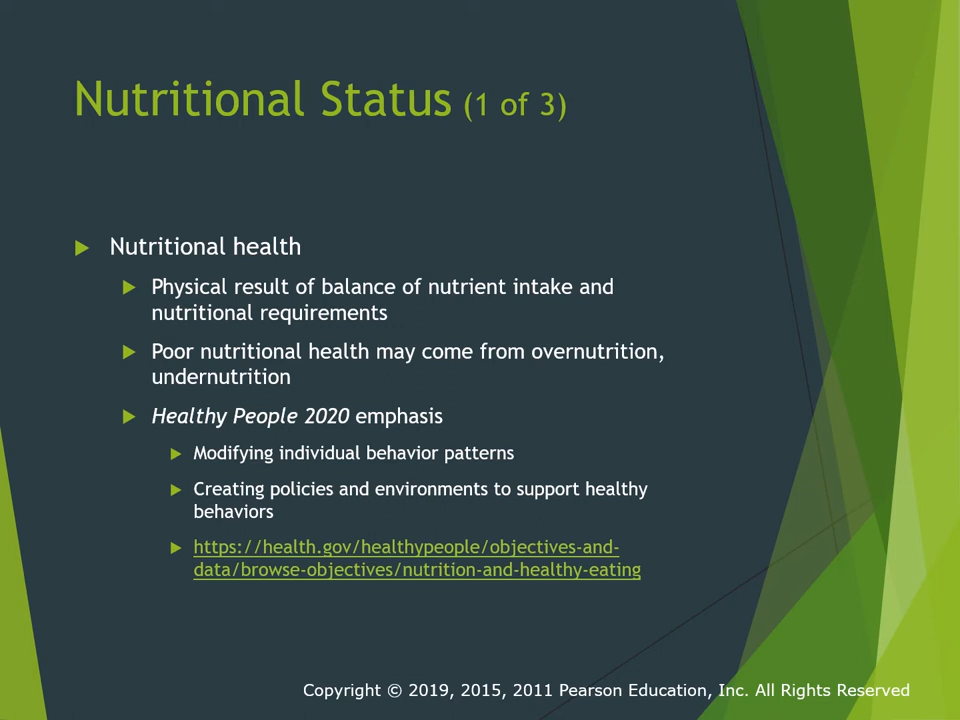 Nutritional Status (1 of 3)
Nutritional health
Physical result of balance of nutrient intake and
nutritional requirements
Poor nutritional health may come from overnutrition,
undernutrition
Healthy People 2020 emphasis
Modifying individual behavior patterns
Creating policies and environments to support healthy
behaviors
https://health.gov/healthypeople/objectives-and-
data/browse-objectives/nutrition-and-healthy-eating
Copyright © 2019, 2015, 2011 Pearson Education, Inc. All Rights Reserved